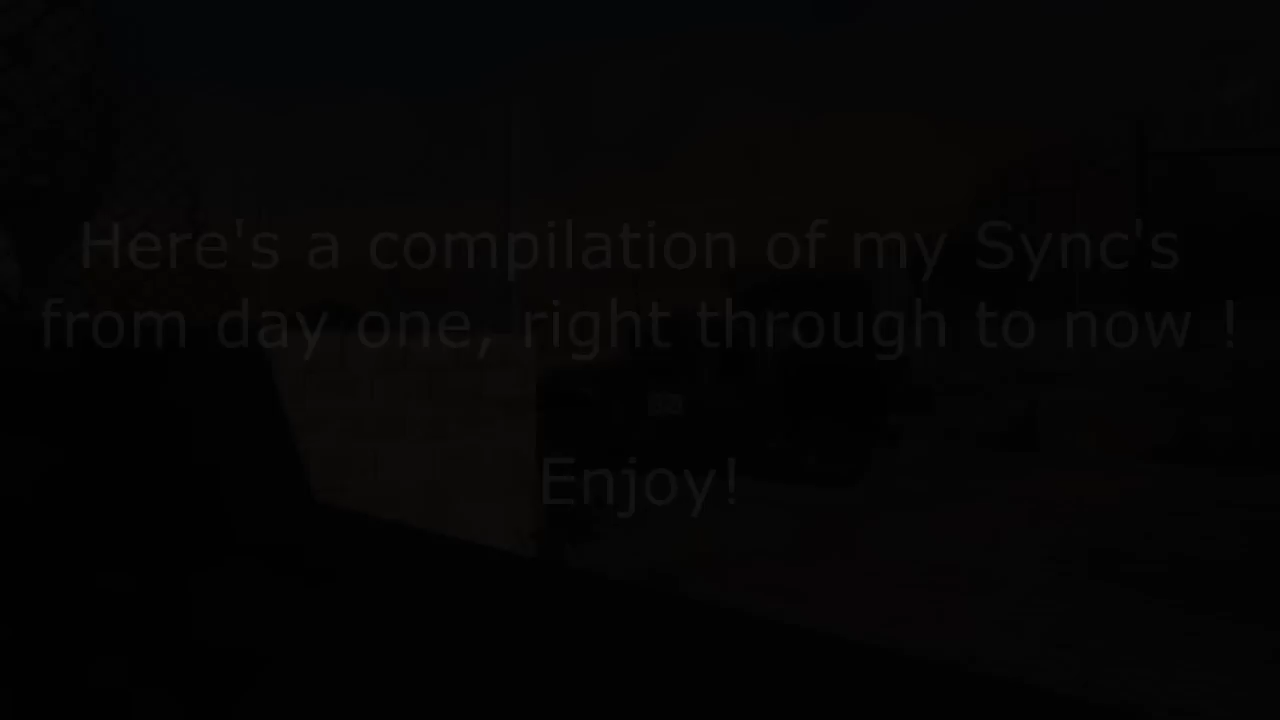 Here's a compilation of my Sync's
from day one, right through to now !
Enjoy!